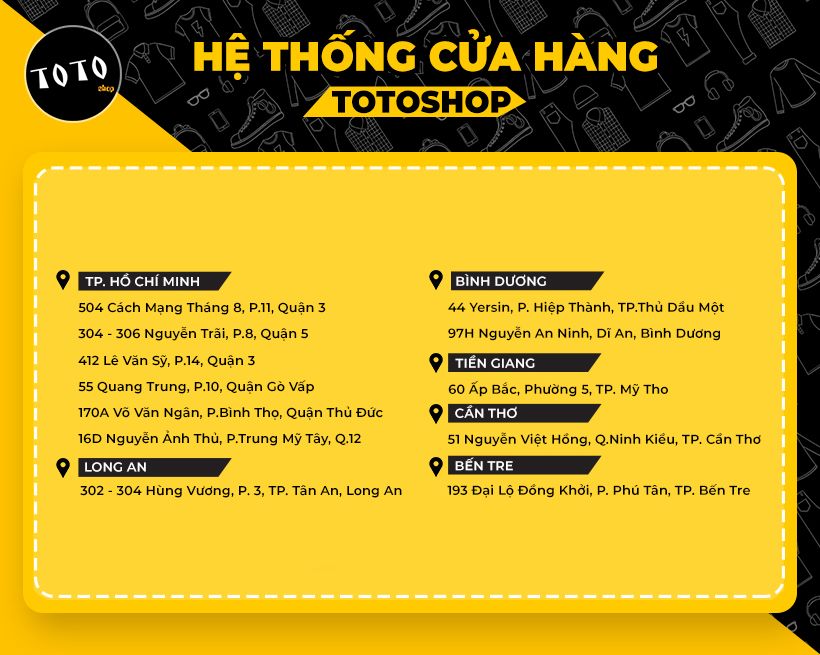 TOTO
shop
HỆ THỐNG CỬA HÀNG
TOTOSHOP
TP. HỒ CHÍ MINH
504 Cách Mạng Tháng 8, P.11, Quận 3
304 - 306 Nguyễn Trãi, P.8, Quận 5
412 Lê Văn Sỹ, P.14, Quận 3
55 Quang Trung, P.10, Quận Gò Vấp
170A Võ Văn Ngân, P.Bình Thọ, Quận Thủ Đức
16D Nguyễn Ảnh Thủ, P.Trung Mỹ Tây, Q.12
LONG AN
302 - 304 Hùng Vương, P. 3, TP. Tân An, Long An
BÌNH DƯƠNG
44 Yersin, P. Hiệp Thành, TP.Thủ Dầu Một
97H Nguyễn An Ninh, Dĩ An, Bình Dương
TIỀN GIANG
60 Ấp Bắc, Phường 5, TP. Mỹ Tho
CẦN THƠ
51 Nguyễn Việt Hồng, Q.Ninh Kiều, TP. Cần Thơ
BẾN TRE
193 Đại Lộ Đồng Khởi, P. Phú Tân, TP. Bến Tre